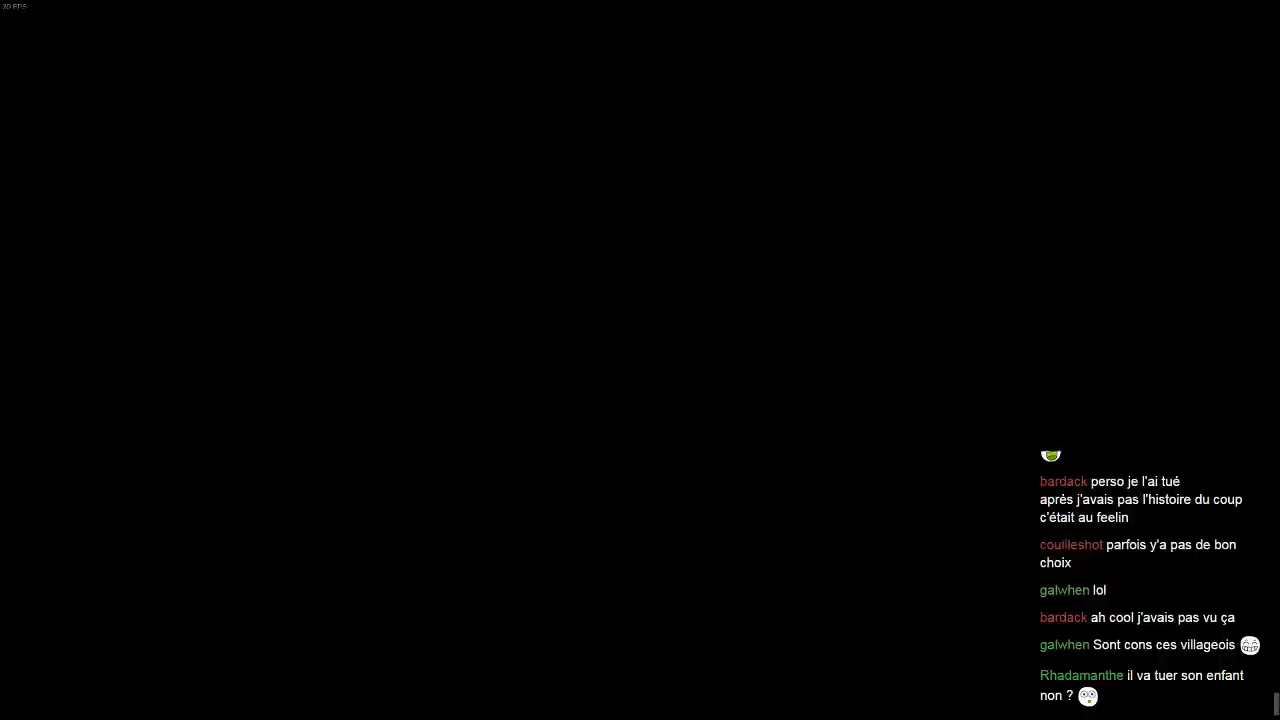 30 FPS
bardack perso je l'ai tué
après j'avais pas l'histoire du coup
c'était au feelin
couilleshot parfois y'a pas de bon
choix
galwhen lol
bardack ah cool j'avais pas vu ça
galwhen Sont cons ces villageois
Rhadamanthe il va tuer son enfant
non ?